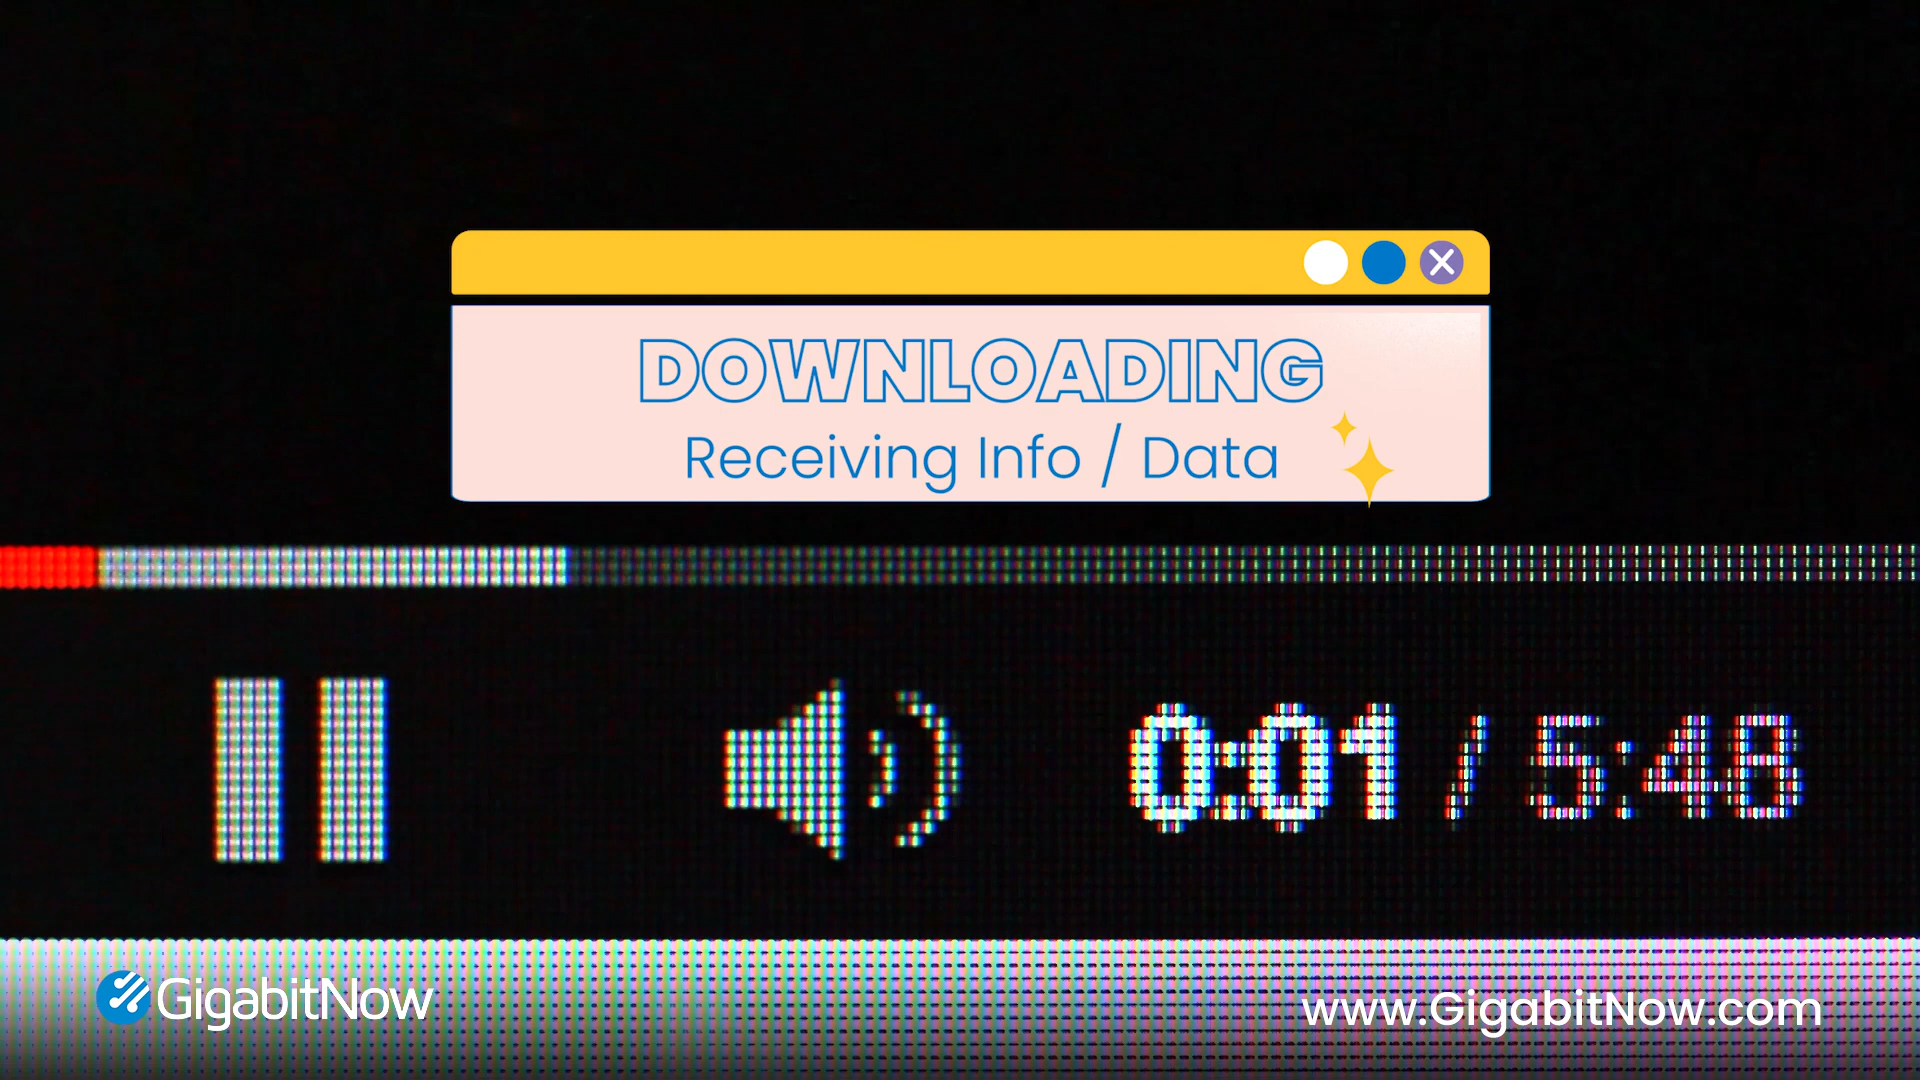 DOWNLOADING
Receiving Info / Data
0:01 / 5:48
GigabitNow
www.GigabitNow.com